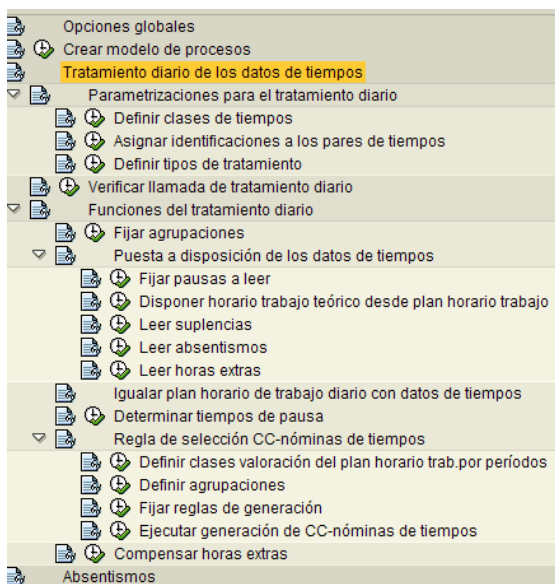 Opciones globales
Crear modelo de procesos
Tratamiento diario de los datos de tiempos
Parametrizaciones para el tratamiento diario
Definir clases de tiempos
Asignar identificaciones a los pares de tiempos
Definir tipos de tratamiento
Verificar llamada de tratamiento diario
Funciones del tratamiento diario
Fijar agrupaciones
Puesta a disposición de los datos de tiempos
Fijar pausas a leer
Disponer horario trabajo teórico desde plan horario trabajo
Leer suplencias
Leer absentismos
Leer horas extras
Igualar plan horario de trabajo diario con datos de tiempos
Determinar tiempos de pausa
Regla de selección CC-nóminas de tiempos
Definir clases valoración del plan horario trab.por períodos
Definir agrupaciones
Fijar reglas de generación
Ejecutar generación de CC-nóminas de tiempos
Compensar horas extras
Absentismos